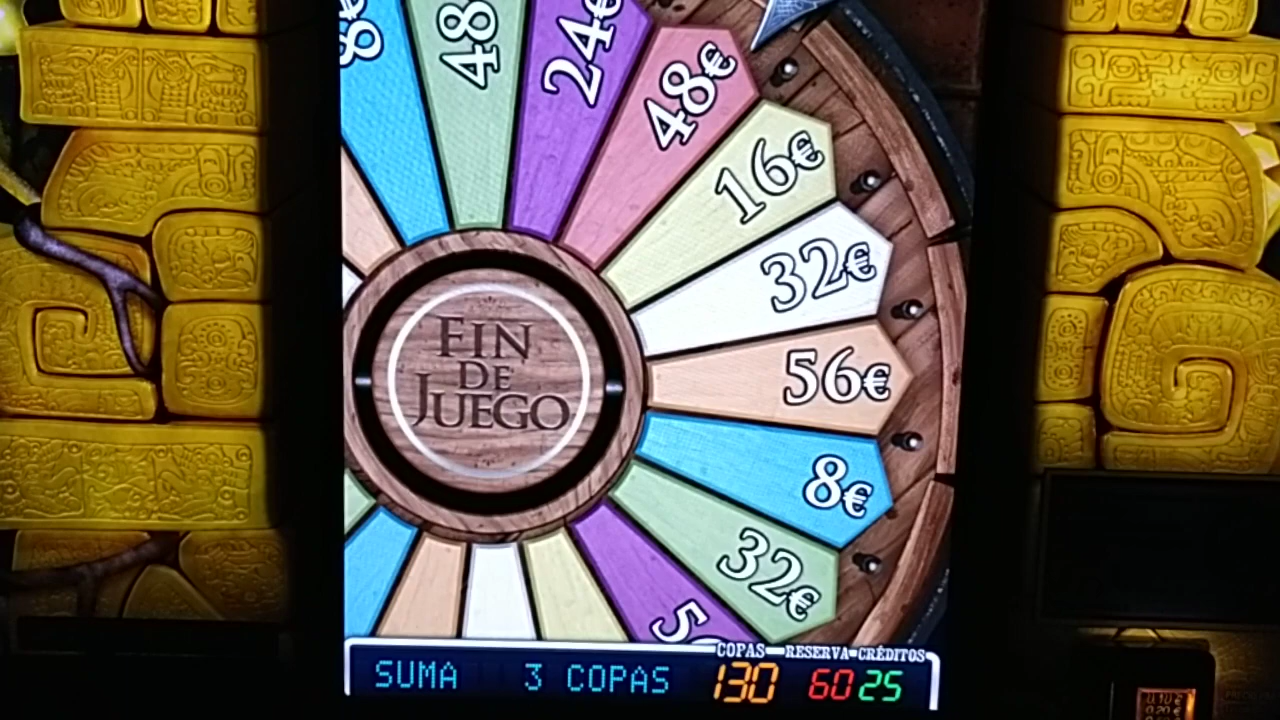 8€
48
24€
48€
16€
32€
56€
8€
32€
FIN
DE
JUEGO
COPAS RESERVA CRÉDITOS
SUMA 3 COPAS 130 60 25